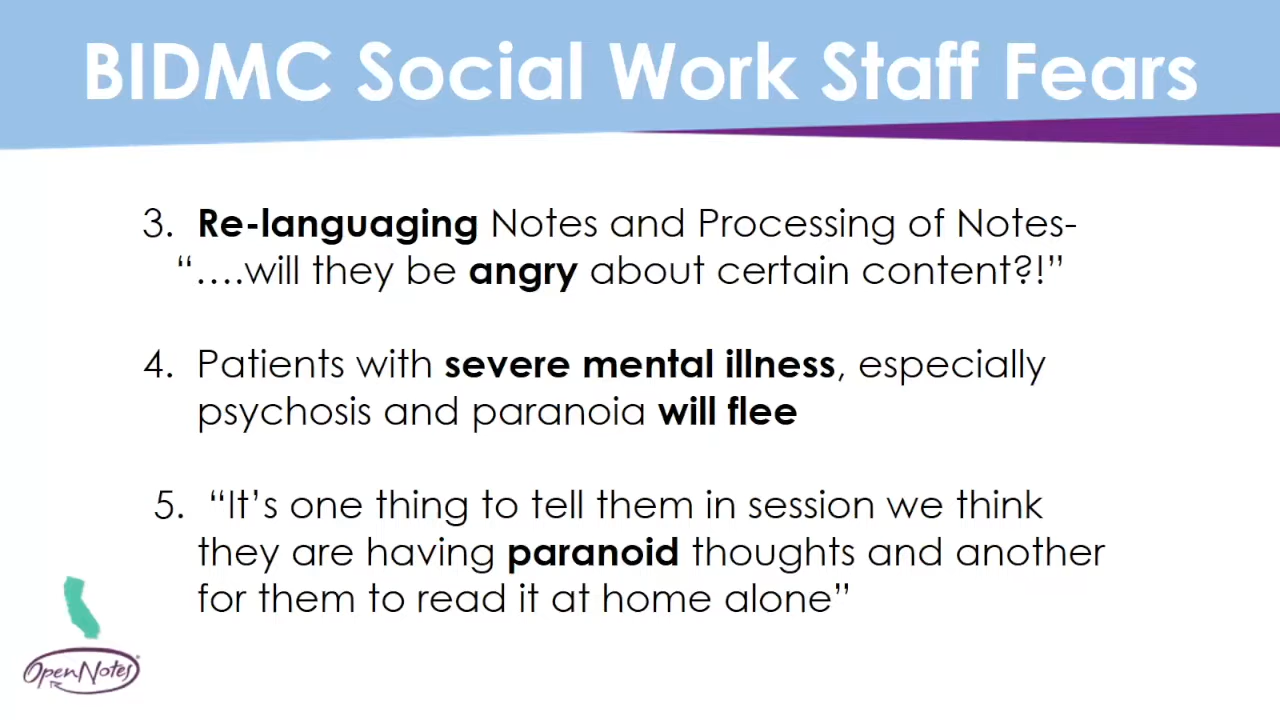 BIDMC Social Work Staff Fears
3. Re-languaging Notes and Processing of Notes-
“….will they be angry about certain content?!”
4. Patients with severe mental illness, especially
psychosis and paranoia will flee
5. “It’s one thing to tell them in session we think
they are having paranoid thoughts and another
for them to read it at home alone”
OpenNotes